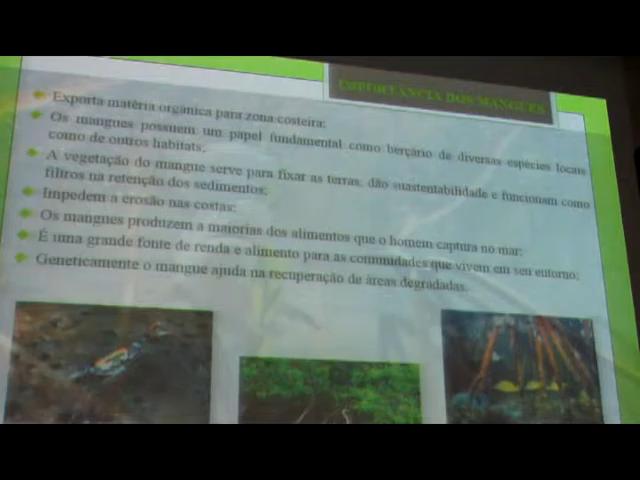 IMPORTÂNCIA DOS MANGUES
Exporta matéria orgânica para zona costeira;
Os mangues possuem um papel fundamental como berçário de diversas espécies locais
como de outros habitats;
A vegetação do mangue serve para fixar as terras, dão suastentabilidade e funcionam como
filtros na retenção dos sedimentos;
Impedem a erosão nas costas;
Os mangues produzem a maiorias dos alimentos que o homem captura no mar;
É uma grande fonte de renda e alimento para as comunidades que vivem em seu entorno;
Geneticamente o mangue ajuda na recuperação de áreas degradadas.